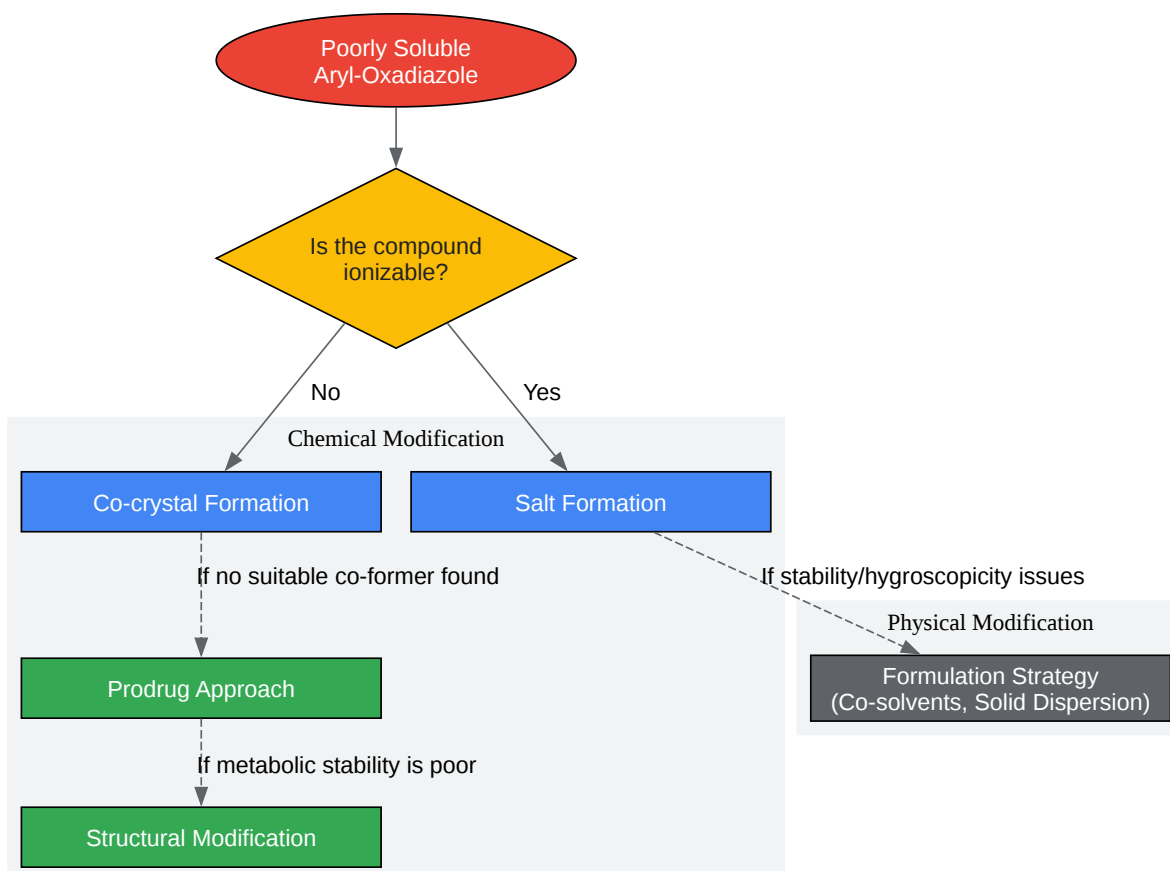 Poorly Soluble
Aryl-Oxadiazole
Is the compound
ionizable?
No
Yes
Chemical Modification
Co-crystal Formation
Salt Formation
If no suitable co-former found
If stability/hygroscopicity issues
Physical Modification
Prodrug Approach
Formulation Strategy
(Co-solvents, Solid Dispersion)
If metabolic stability is poor
Structural Modification